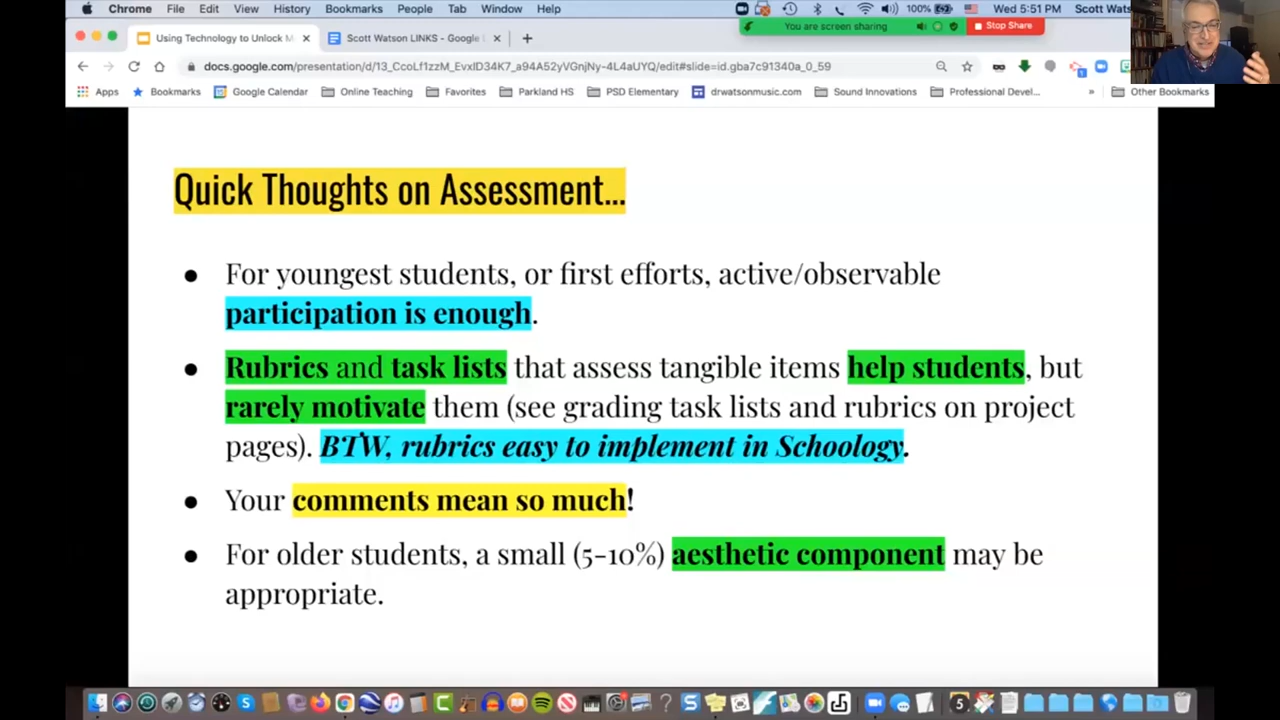 Chrome File Edit View History Bookmarks People Tab Window Help 100% Wed 5:51 PM Scott Wats
Using Technology to Unlock M Scott Watson LINKS - Google You are screen sharing Stop Share
docs.google.com/presentation/d/13_CcoLf1zzM_EvxID34K7_a94A52yVGnjNy-4L4aUYQ/edit#slide=id.gba7c91340a_0_59
Apps Bookmarks Google Calendar Online Teaching Favorites Parkland HS PSD Elementary drwatsonmusic.com Sound Innovations Professional Devel... » Other Bookmarks
Quick Thoughts on Assessment...
● For youngest students, or first efforts, active/observable
participation is enough.
● Rubrics and task lists that assess tangible items help students, but
rarely motivate them (see grading task lists and rubrics on project
pages). BTW, rubrics easy to implement in Schoology.
● Your comments mean so much!
● For older students, a small (5-10%) aesthetic component may be
appropriate.